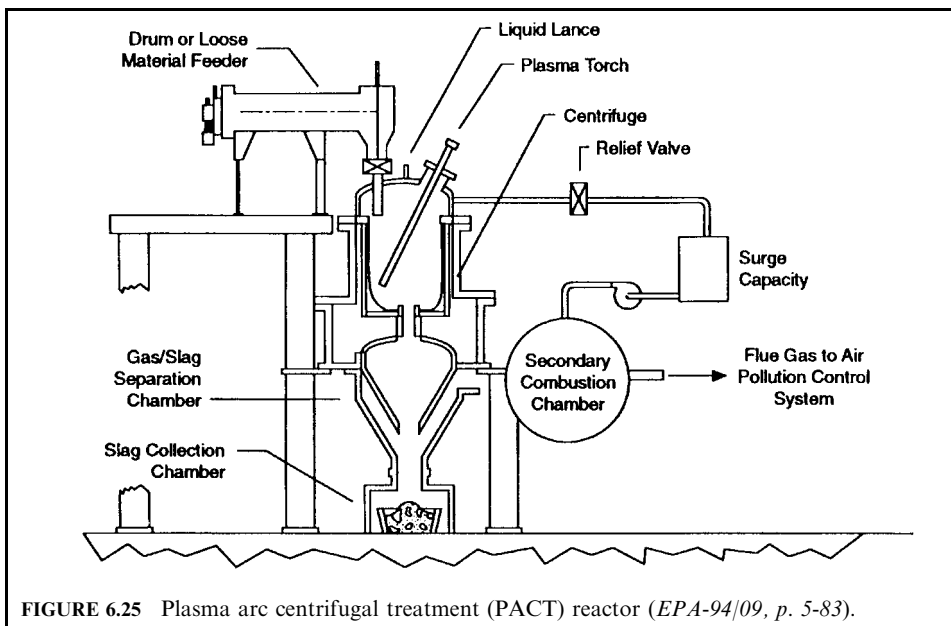 Drum or Loose
Material Feeder
Liquid Lance
Plasma Torch
Centrifuge
Relief Valve
Surge
Capacity
Gas/Slag
Separation
Chamber
Secondary
Combustion
Chamber
Flue Gas to Air
Pollution Control
System
Slag Collection
Chamber
FIGURE 6.25 Plasma arc centrifugal treatment (PACT) reactor (EPA-94/09, p. 5-83).